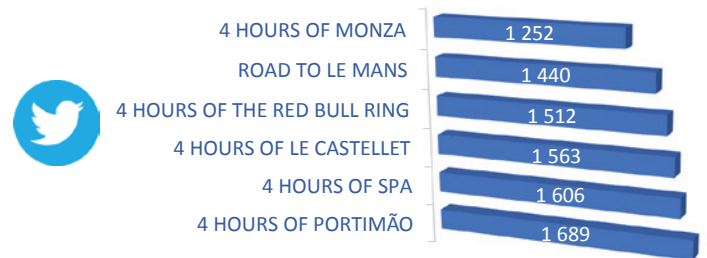 4 HOURS OF MONZA 1 252
ROAD TO LE MANS 1 440
4 HOURS OF THE RED BULL RING 1 512
4 HOURS OF LE CASTELLET 1 563
4 HOURS OF SPA 1 606
4 HOURS OF PORTIMÃO 1 689